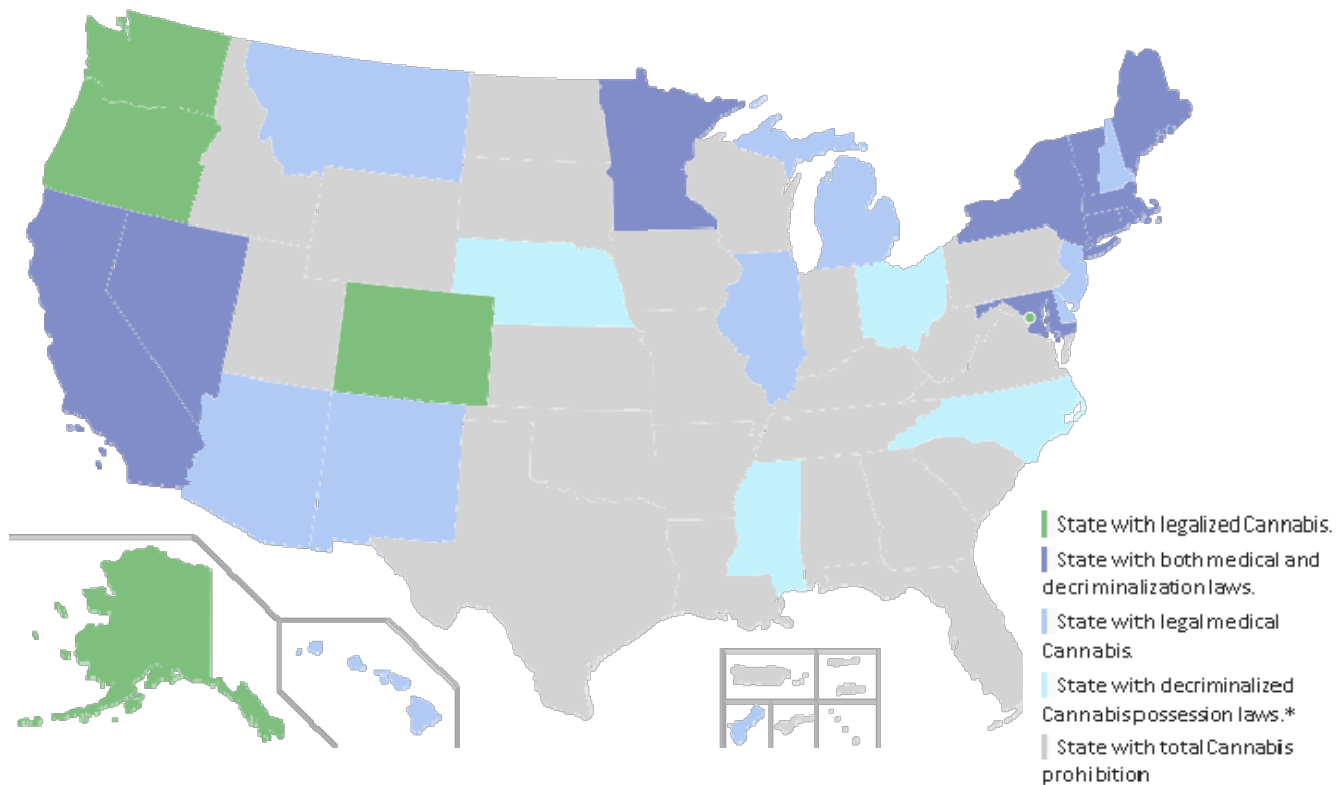 State with legalized Cannabis.
State with both medical and
decriminalization laws.
State with legal medical
Cannabis.
State with decriminalized
Cannabis possession laws.*
State with total Cannabis
prohibition